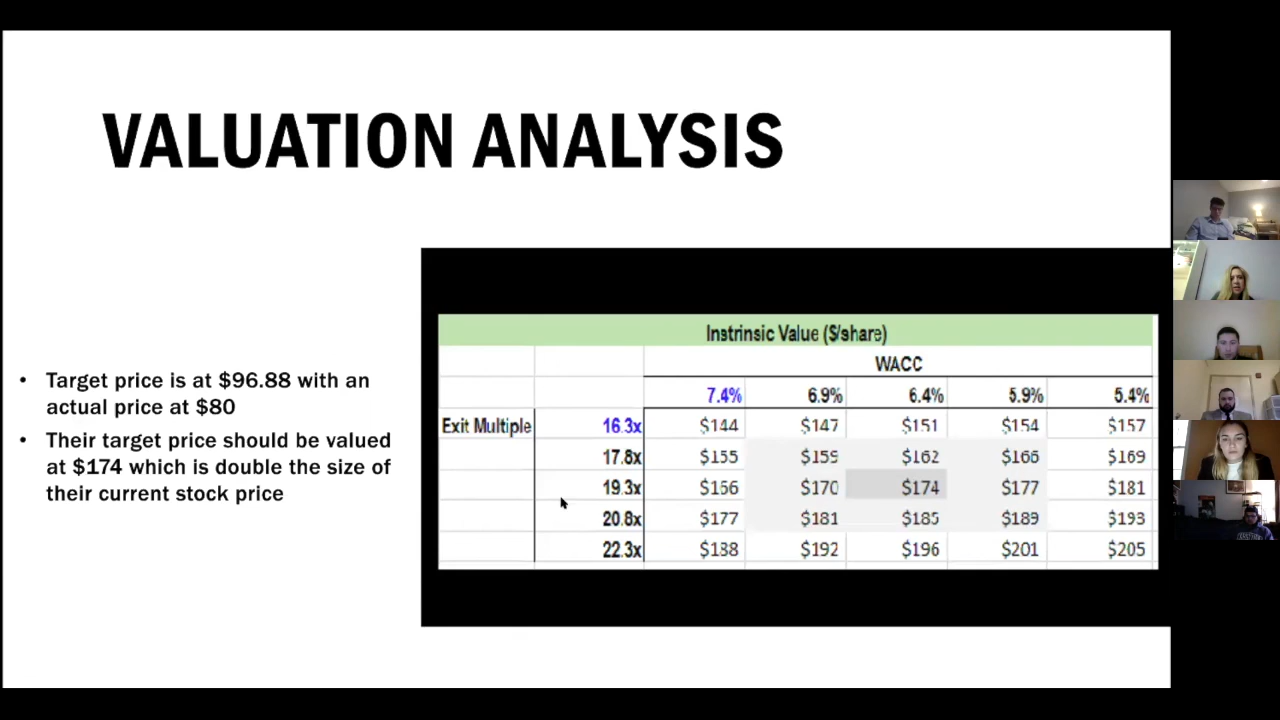 VALUATION ANALYSIS
• Target price is at $96.88 with an
actual price at $80
• Their target price should be valued
at $174 which is double the size of
their current stock price
Instrinsic Value ($/share)
WACC
7.4% 6.9% 6.4% 5.9% 5.4%
Exit Multiple 16.3x $144 $147 $151 $154 $157
17.8x $155 $159 $162 $166 $169
19.3x $166 $170 $174 $177 $181
20.8x $177 $181 $185 $189 $193
22.3x $188 $192 $196 $201 $205